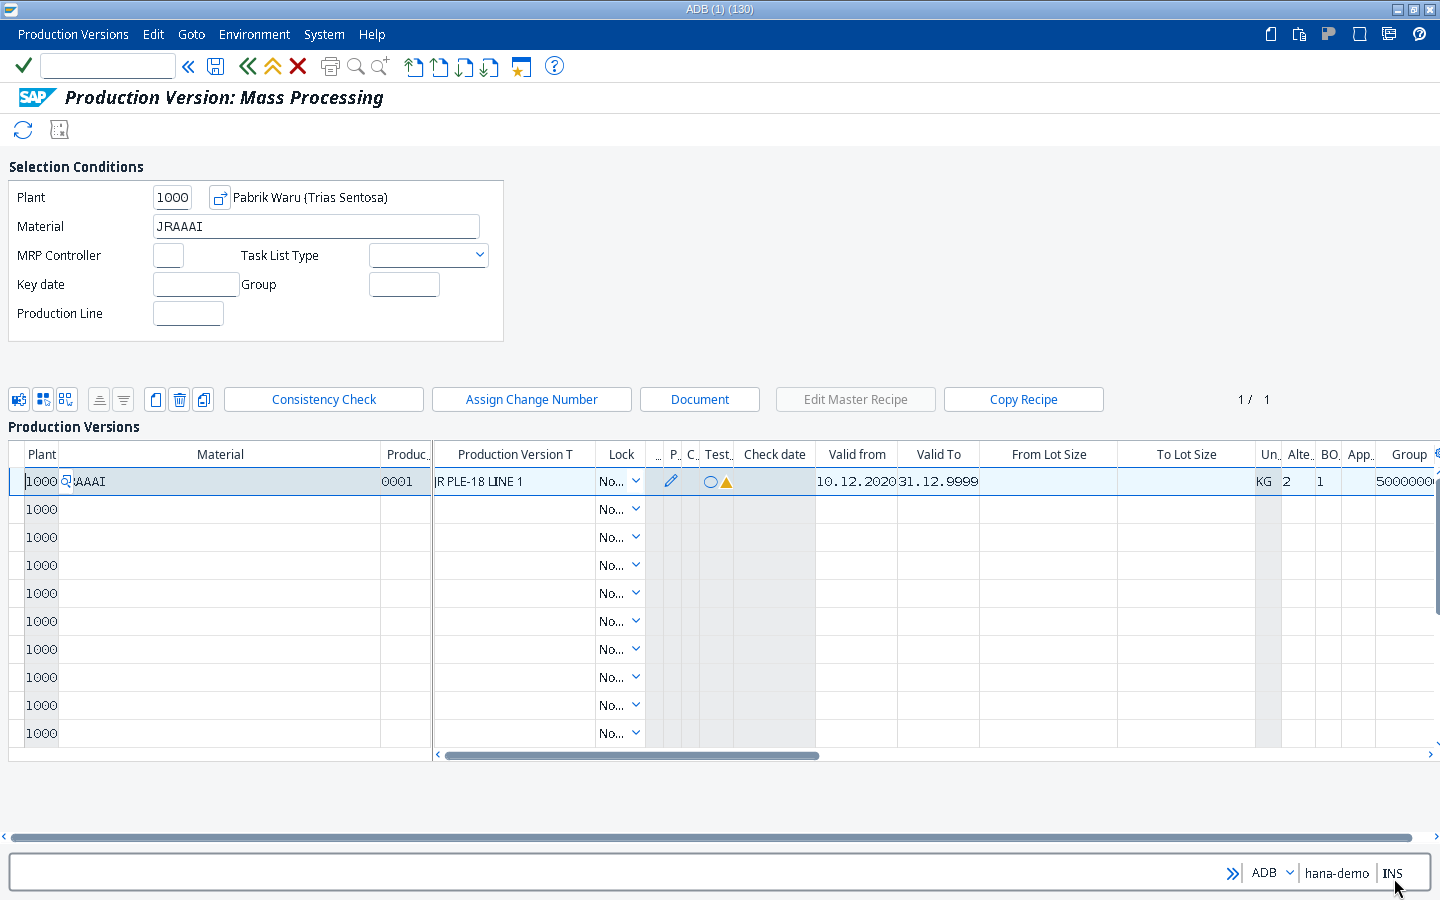 ADB (1) (130)
Production Versions Edit Goto Environment System Help
SAP Production Version: Mass Processing
Selection Conditions
Plant 1000 Pabrik Waru (Trias Sentosa)
Material JRAAAI
MRP Controller Task List Type
Key date Group
Production Line
Consistency Check Assign Change Number Document Edit Master Recipe Copy Recipe 1 / 1
Production Versions
Plant Material Produc.. Production Version T Lock ... P.. C.. Test.. Check date Valid from Valid To From Lot Size To Lot Size Un.. Alte.. BO.. App.. Group
1000 RAAAI 0001 JR PLE-18 LINE 1 No... 10.12.2020 31.12.9999 KG 2 1 5000000
1000 No...
1000 No...
1000 No...
1000 No...
1000 No...
1000 No...
1000 No...
1000 No...
1000 No...
ADB hana-demo INS